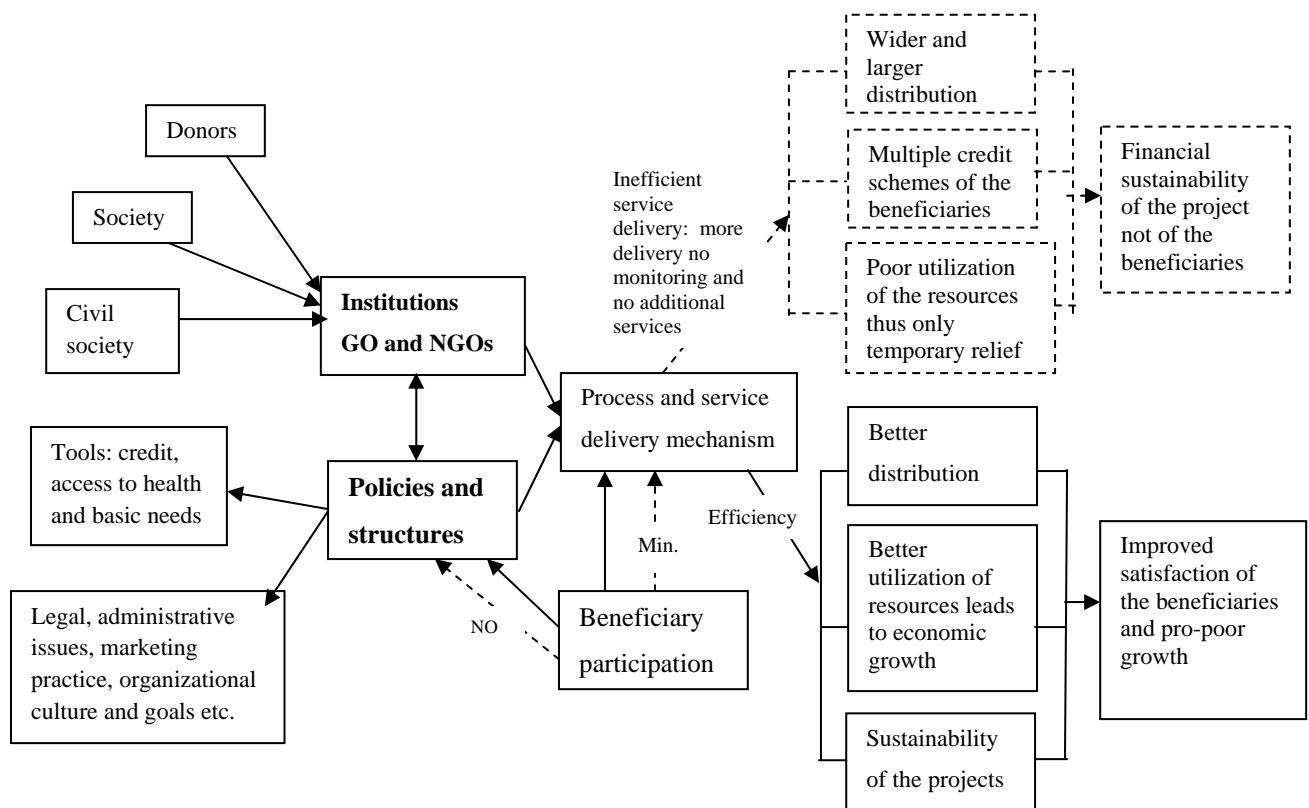 Donors
Society
Civil
society
Institutions
GO and NGOs
Tools: credit,
access to health
and basic needs
Policies and
structures
Legal, administrative
issues, marketing
practice, organizational
culture and goals etc.
NO
Beneficiary
participation
Min.
Process and service
delivery mechanism
Inefficient
service
delivery:  more
delivery no
monitoring and
no additional
services
Efficiency
Wider and
larger
distribution
Multiple credit
schemes of the
beneficiaries
Poor utilization
of the resources
thus only
temporary relief
Financial
sustainability
of the project
not of the
beneficiaries
Better
distribution
Better
utilization of
resources leads
to economic
growth
Sustainability
of the projects
Improved
satisfaction of
the beneficiaries
and pro-poor
growth